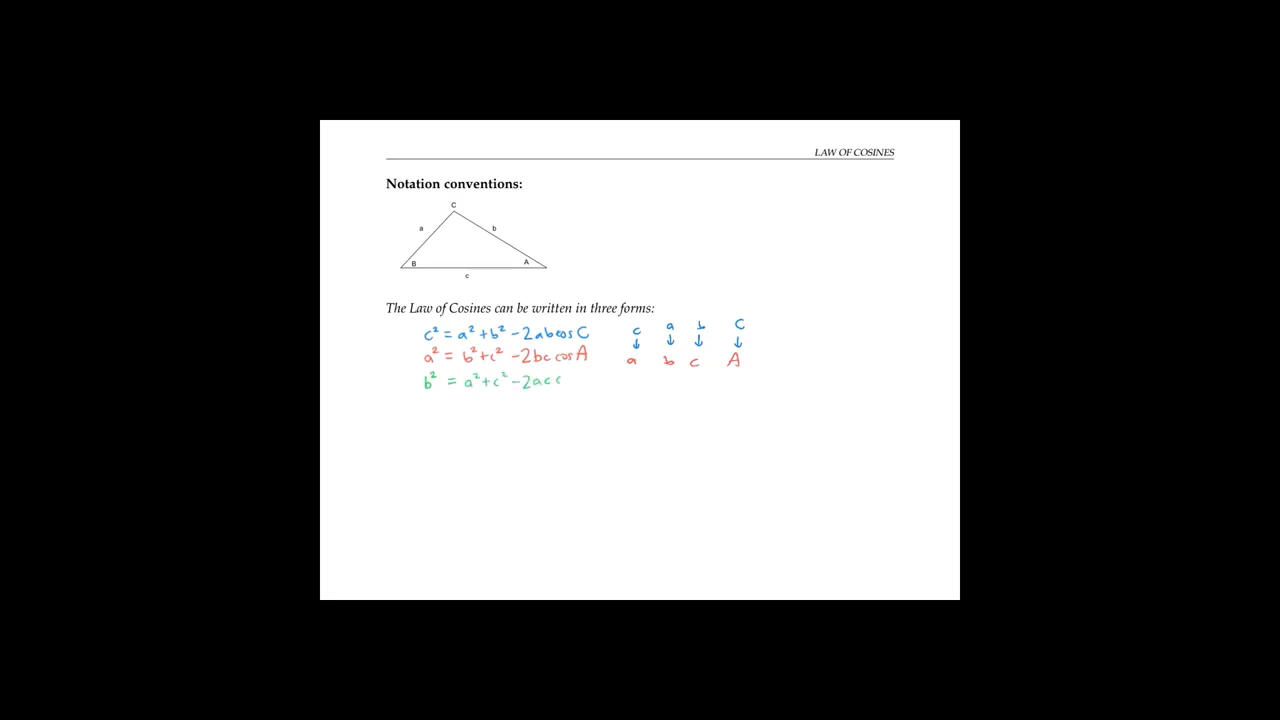 LAW OF COSINES
Notation conventions:
C
a b
B A
c
The Law of Cosines can be written in three forms:
c² = a² + b² - 2ab cos C
c a b C
↓ ↓ ↓ ↓
a² = b² + c² - 2bc cos A
a b c A
b² = a² + c² - 2ac c